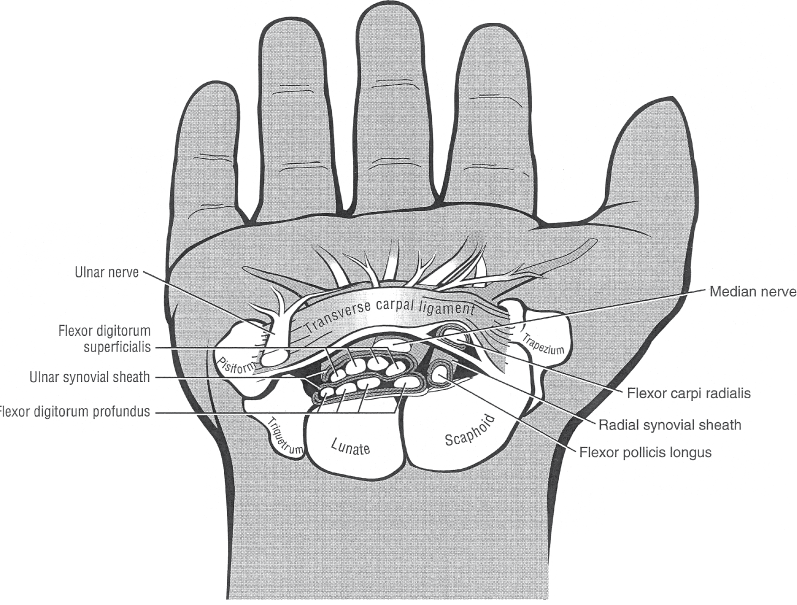 Ulnar nerve
Median nerve
Transverse carpal ligament
Flexor digitorum
superficialis
Pisiform
Trapezium
Ulnar synovial sheath
Flexor carpi radialis
Flexor digitorum profundus
Radial synovial sheath
Triquetrum
Lunate
Scaphoid
Flexor pollicis longus